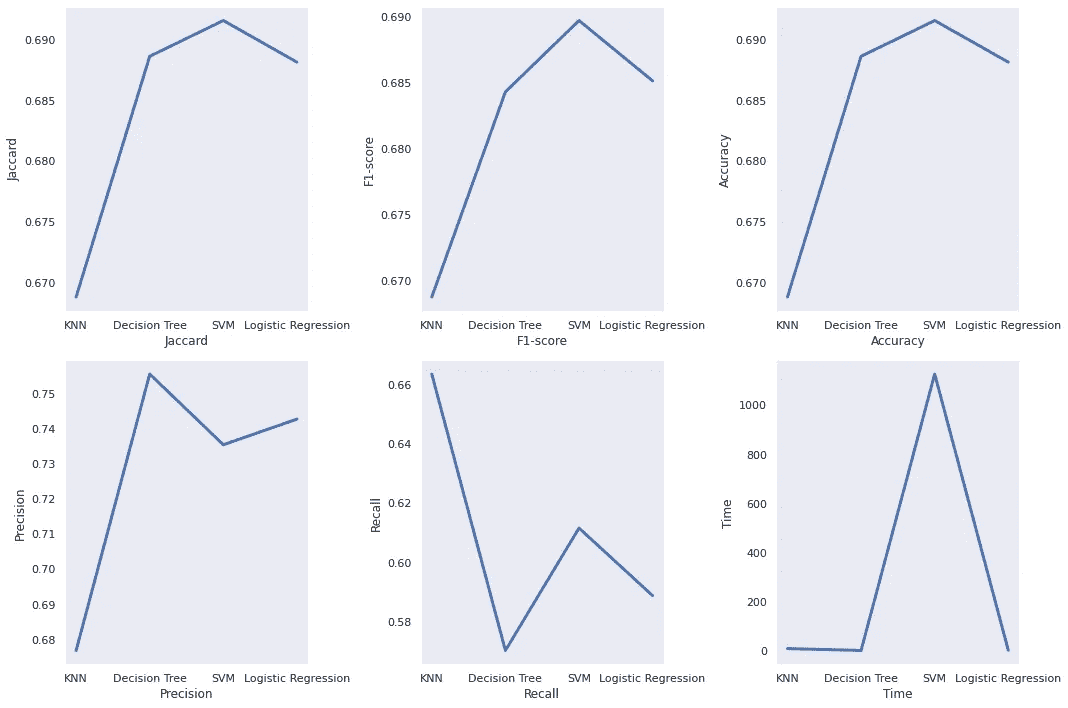 Jaccard
0.690
0.685
0.680
0.675
0.670
KNN Decision Tree SVM Logistic Regression
Jaccard
F1-score
0.690
0.685
0.680
0.675
0.670
KNN Decision Tree SVM Logistic Regression
F1-score
Accuracy
0.690
0.685
0.680
0.675
0.670
KNN Decision Tree SVM Logistic Regression
Accuracy
Precision
0.75
0.74
0.73
0.72
0.71
0.70
0.69
0.68
KNN Decision Tree SVM Logistic Regression
Precision
Recall
0.66
0.64
0.62
0.60
0.58
KNN Decision Tree SVM Logistic Regression
Recall
Time
1000
800
600
400
200
0
KNN Decision Tree SVM Logistic Regression
Time